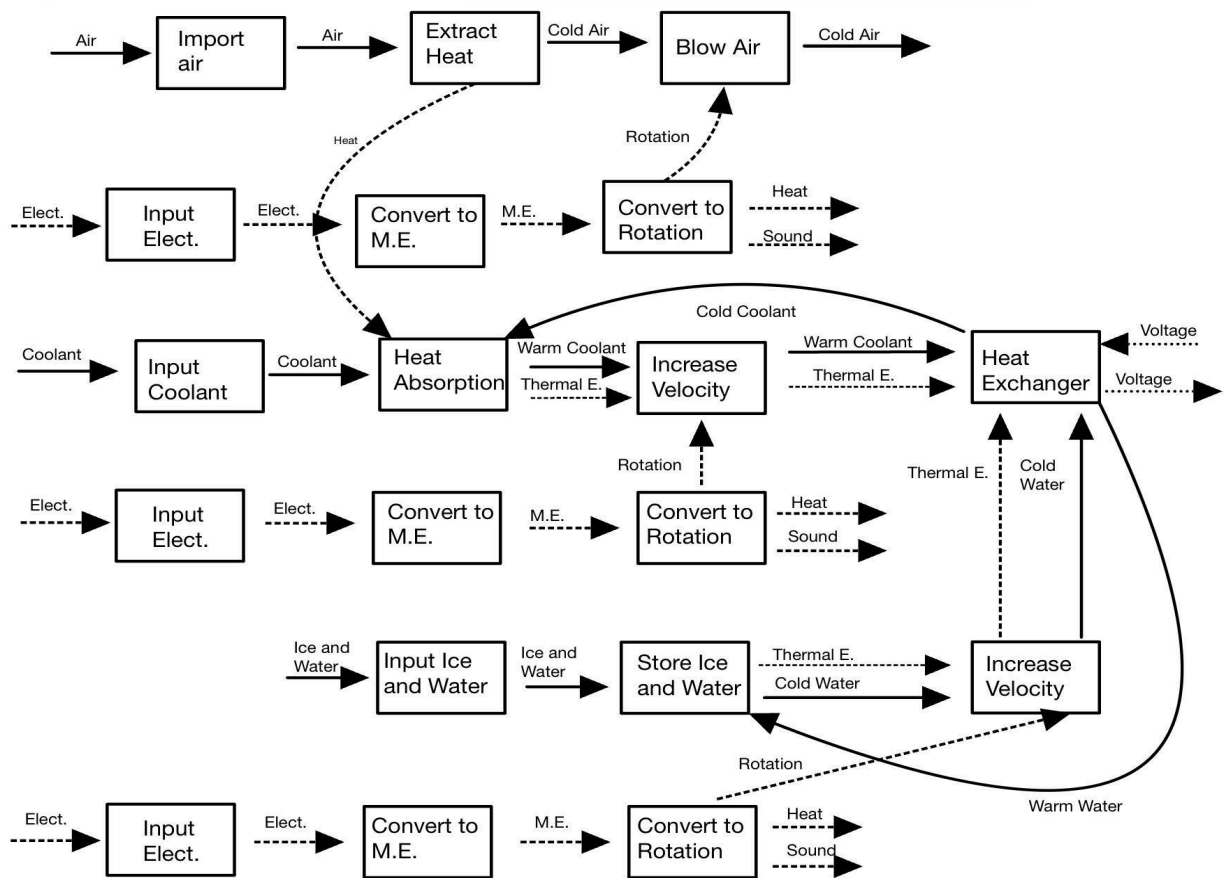 Air
Import
air
Air
Extract
Heat
Cold Air
Blow Air
Cold Air
Heat
Rotation
Elect.
Input
Elect.
Elect.
Convert to
M.E.
M.E.
Convert to
Rotation
Heat
Sound
Cold Coolant
Coolant
Input
Coolant
Coolant
Heat
Absorption
Warm Coolant
Thermal E.
Increase
Velocity
Warm Coolant
Thermal E.
Heat
Exchanger
Voltage
Voltage
Rotation
Thermal E.
Cold
Water
Elect.
Input
Elect.
Elect.
Convert to
M.E.
M.E.
Convert to
Rotation
Heat
Sound
Ice and
Water
Input Ice
and Water
Ice and
Water
Store Ice
and Water
Thermal E.
Cold Water
Increase
Velocity
Rotation
Warm Water
Elect.
Input
Elect.
Elect.
Convert to
M.E.
M.E.
Convert to
Rotation
Heat
Sound